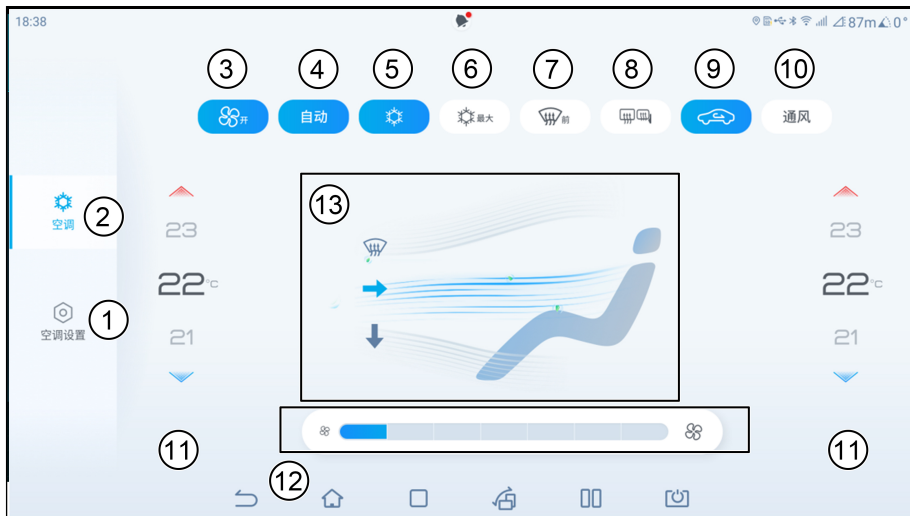 18:38
87m 0°
③ ④ ⑤ ⑥ ⑦ ⑧ ⑨ ⑩
开 自动 最大 前 通风
⑬
23 23
空调 ②
22°C 22°C
空调设置 ①
21 21
⑪ ⑪
⑫